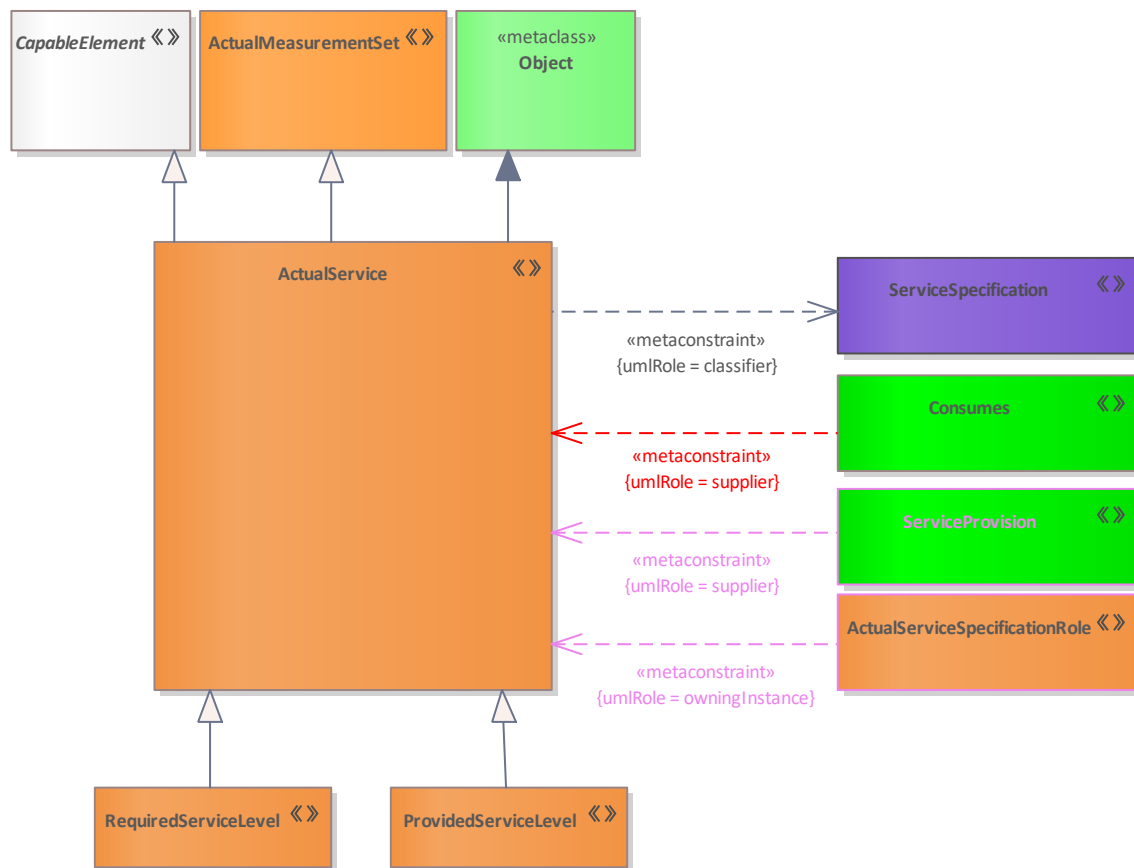 CapableElement «»
ActualMeasurementSet «»
«metaclass»
Object
ActualService «»
ServiceSpecification «»
«metaconstraint»
{umlRole = classifier}
Consumes «»
«metaconstraint»
{umlRole = supplier}
ServiceProvision «»
«metaconstraint»
{umlRole = supplier}
ActualServiceSpecificationRole «»
«metaconstraint»
{umlRole = owningInstance}
RequiredServiceLevel «»
ProvidedServiceLevel «»